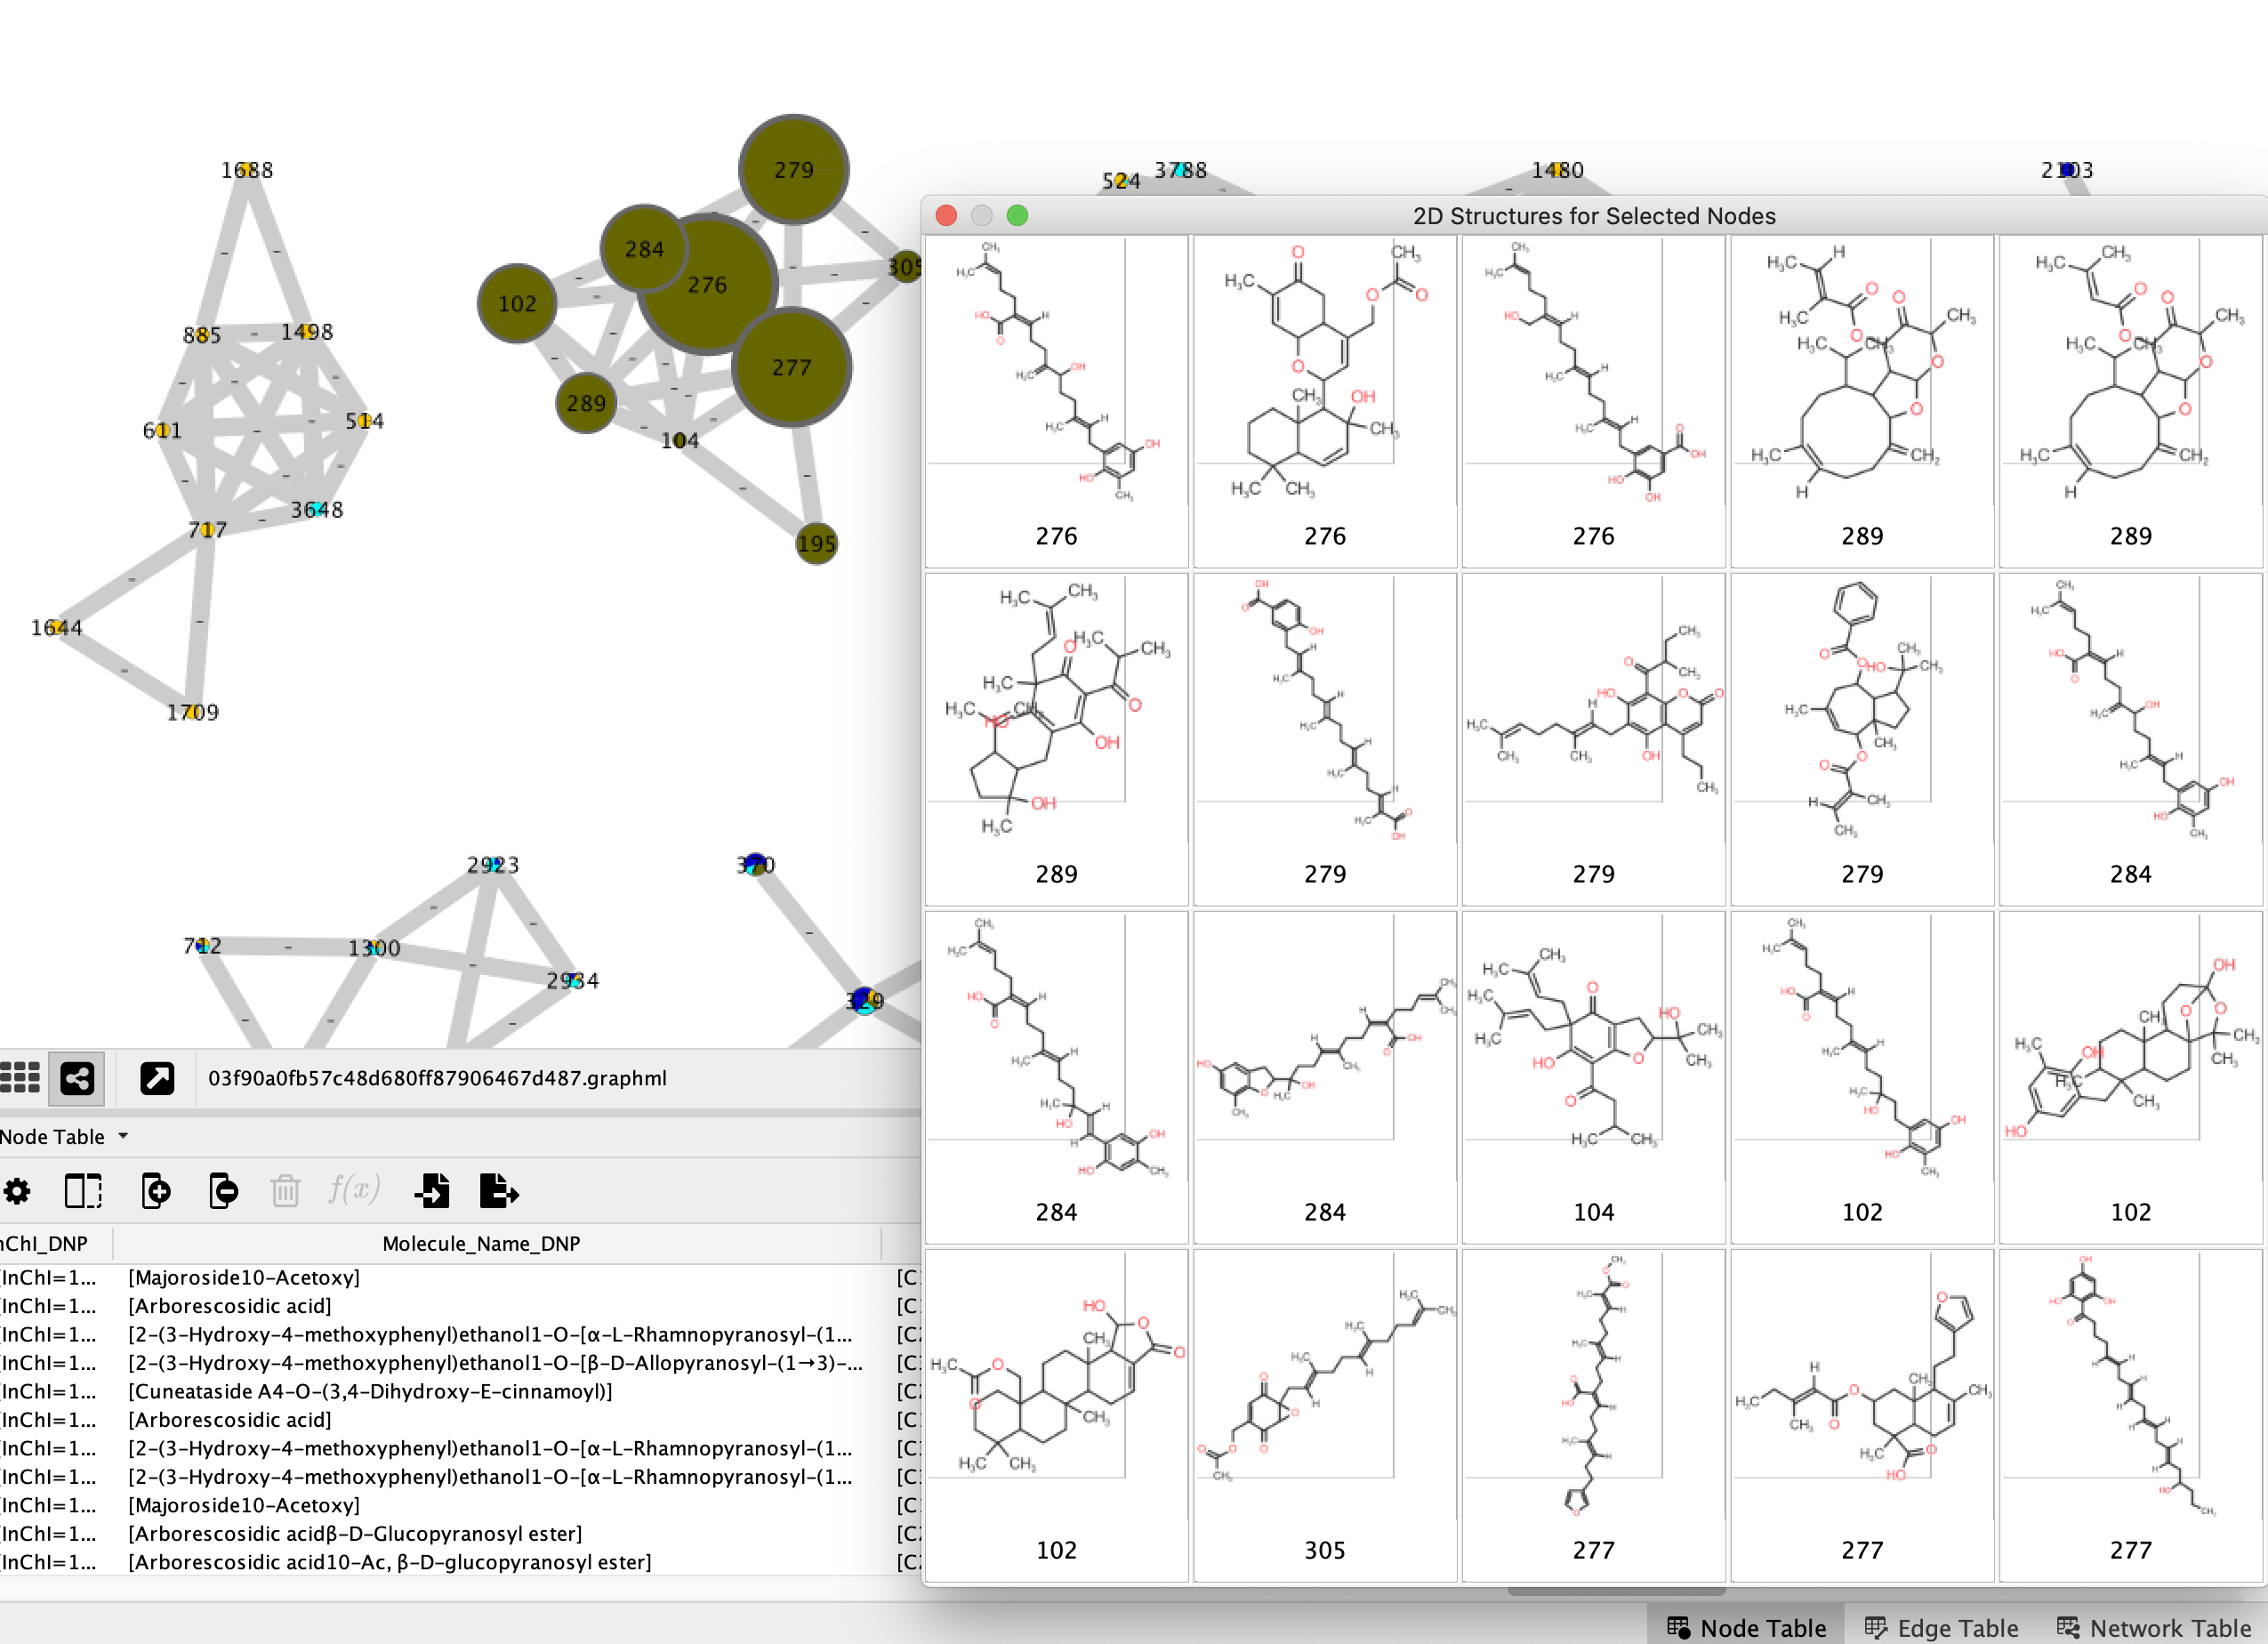 1688
279
524
3788
1480
2103
284
276
305
102
277
885
1498
289
104
611
514
3648
717
195
1644
1709
2923
370
712
1300
2934
329
03f90a0fb57c48d680ff87906467d487.graphml
Node Table
f(x)
nChI_DNP Molecule_Name_DNP
[InChI=1... [Majoroside10-Acetoxy] [C
[InChI=1... [Arborescosidic acid] [C
[InChI=1... [2-(3-Hydroxy-4-methoxyphenyl)ethanol1-O-[α-L-Rhamnopyranosyl-(1... [C
[InChI=1... [2-(3-Hydroxy-4-methoxyphenyl)ethanol1-O-[β-D-Allopyranosyl-(1→3)-... [C
[InChI=1... [Cuneataside A4-O-(3,4-Dihydroxy-E-cinnamoyl)] [C
[InChI=1... [Arborescosidic acid] [C
[InChI=1... [2-(3-Hydroxy-4-methoxyphenyl)ethanol1-O-[α-L-Rhamnopyranosyl-(1... [C
[InChI=1... [2-(3-Hydroxy-4-methoxyphenyl)ethanol1-O-[α-L-Rhamnopyranosyl-(1... [C
[InChI=1... [Majoroside10-Acetoxy] [C
[InChI=1... [Arborescosidic acidβ-D-Glucopyranosyl ester] [C
[InChI=1... [Arborescosidic acid10-Ac, β-D-glucopyranosyl ester] [C
2D Structures for Selected Nodes
276 276 276 289 289
289 279 279 279 284
284 284 104 102 102
102 305 277 277 277
Node Table Edge Table Network Table